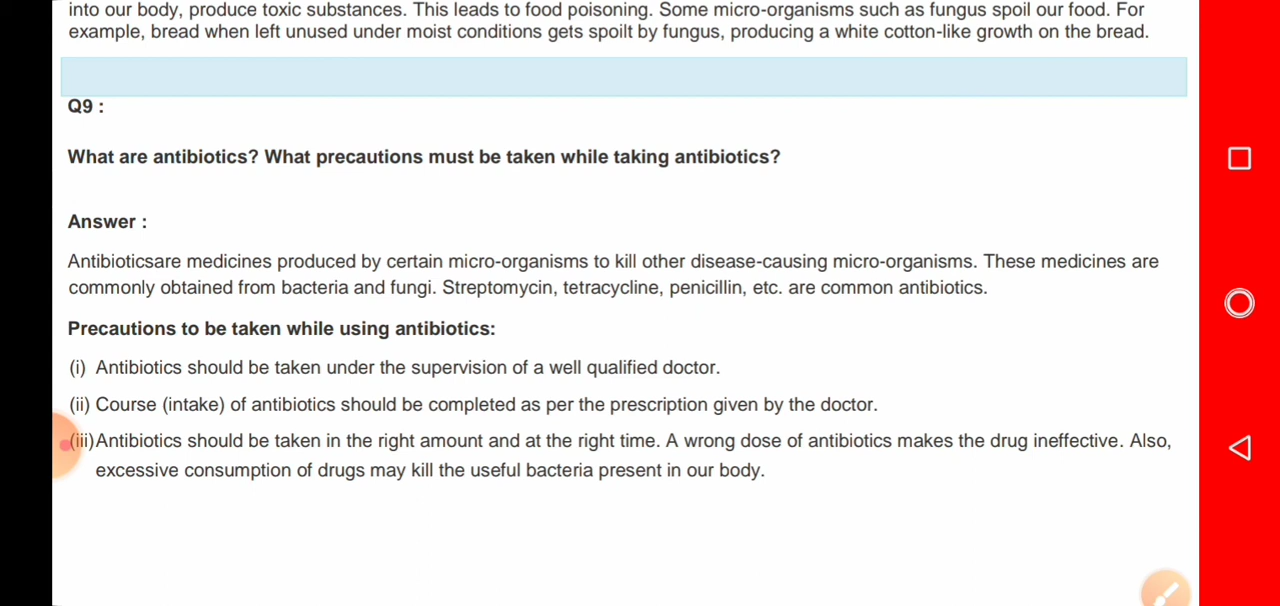 into our body, produce toxic substances. This leads to food poisoning. Some micro-organisms such as fungus spoil our food. For
example, bread when left unused under moist conditions gets spoilt by fungus, producing a white cotton-like growth on the bread.
Q9 :
What are antibiotics? What precautions must be taken while taking antibiotics?
Answer :
Antibioticsare medicines produced by certain micro-organisms to kill other disease-causing micro-organisms. These medicines are
commonly obtained from bacteria and fungi. Streptomycin, tetracycline, penicillin, etc. are common antibiotics.
Precautions to be taken while using antibiotics:
(i) Antibiotics should be taken under the supervision of a well qualified doctor.
(ii) Course (intake) of antibiotics should be completed as per the prescription given by the doctor.
(iii)Antibiotics should be taken in the right amount and at the right time. A wrong dose of antibiotics makes the drug ineffective. Also,
excessive consumption of drugs may kill the useful bacteria present in our body.